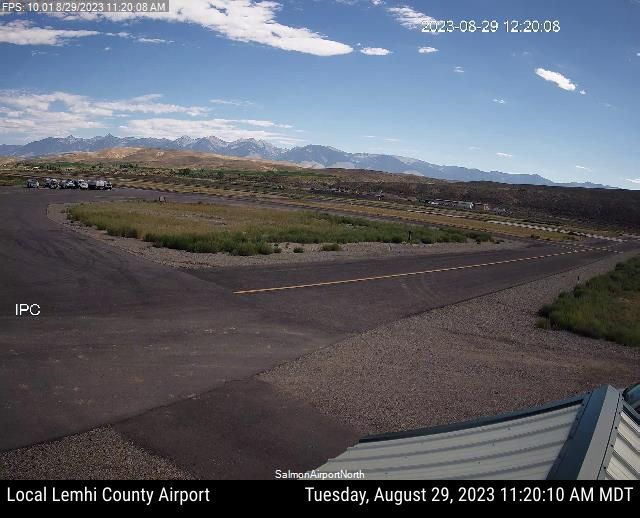 FPS: 10.01 8/29/2023 11:20:08 AM
2023-08-29 12:20:08
IPC
SalmonAirportNorth
Local Lemhi County Airport Tuesday, August 29, 2023 11:20:10 AM MDT